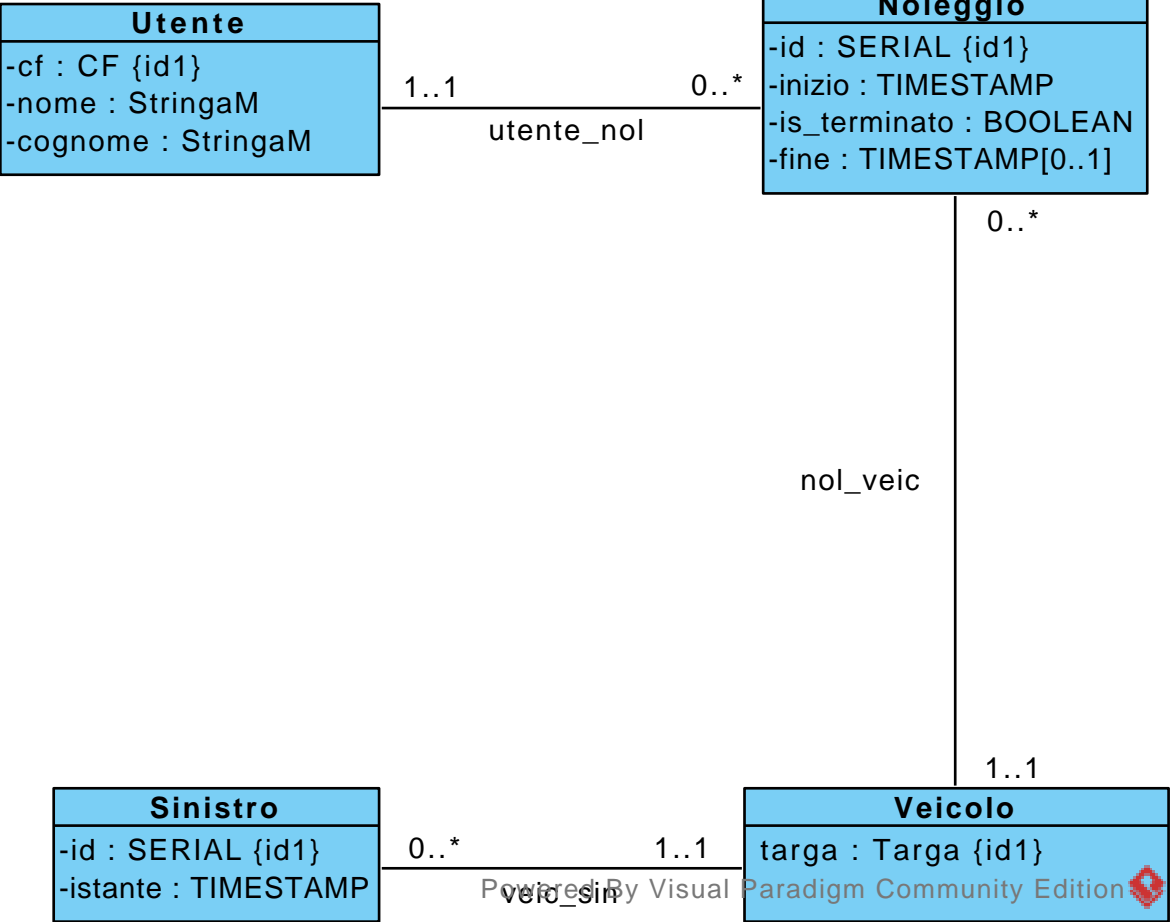 Utente
-cf : CF {id1}
-nome : StringaM
-cognome : StringaM
1..1
0..*
utente_nol
Noleggio
-id : SERIAL {id1}
-inizio : TIMESTAMP
-is_terminato : BOOLEAN
-fine : TIMESTAMP[0..1]
0..*
nol_veic
1..1
Sinistro
-id : SERIAL {id1}
-istante : TIMESTAMP
0..*
1..1
veic_sin
Veicolo
targa : Targa {id1}
Powered By Visual Paradigm Community Edition